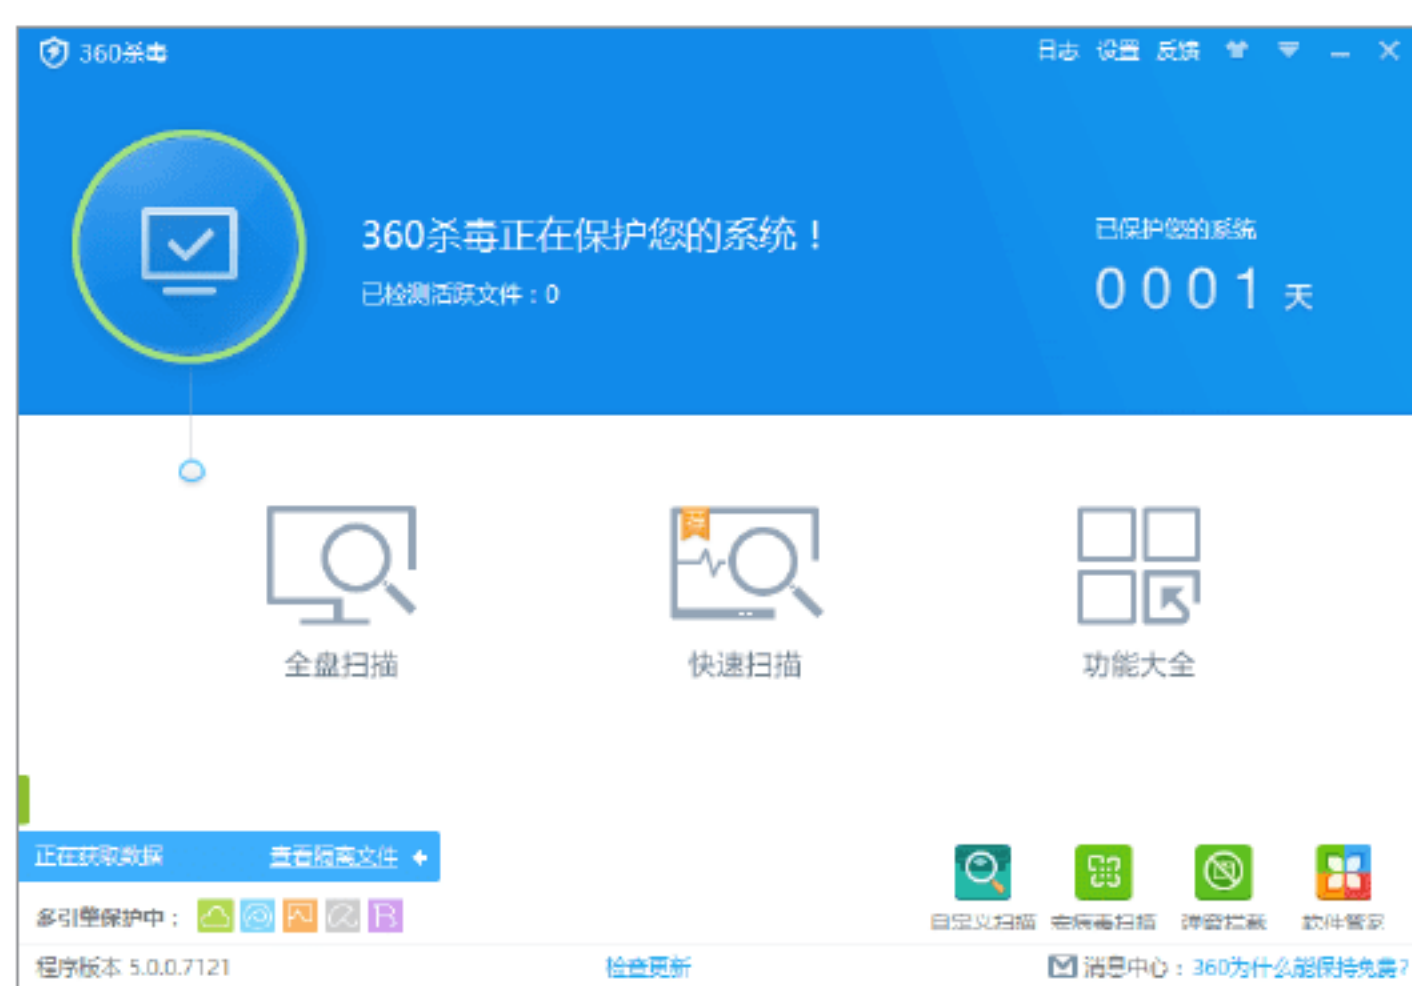 360杀毒
日志 设置 反馈
360杀毒正在保护您的系统！
已检测活跃文件：0
已保护您的系统
0001 天
荐
全盘扫描
快速扫描
功能大全
正在获取数据 查看隔离文件
多引擎保护中：
自定义扫描 宏病毒扫描 弹窗拦截 软件管家
程序版本 5.0.0.7121
检查更新
消息中心：360为什么能保持免费?